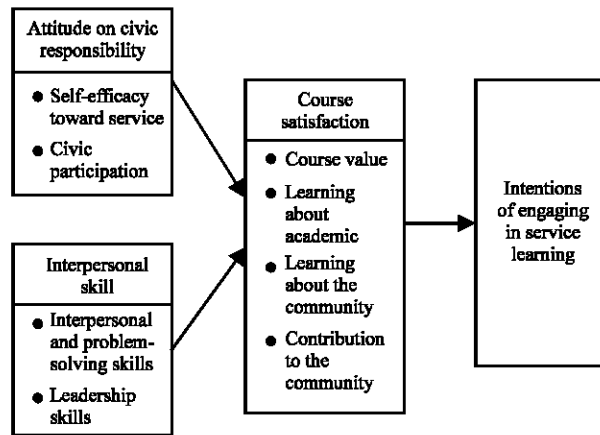 Attitude on civic
responsibility
● Self-efficacy
toward service
● Civic
participation
Interpersonal
skill
● Interpersonal
and problem-
solving skills
● Leadership
skills
Course
satisfaction
● Course value
● Learning
about
academic
● Learning
about the
community
● Contribution
to the
community
Intentions
of engaging
in service
learning